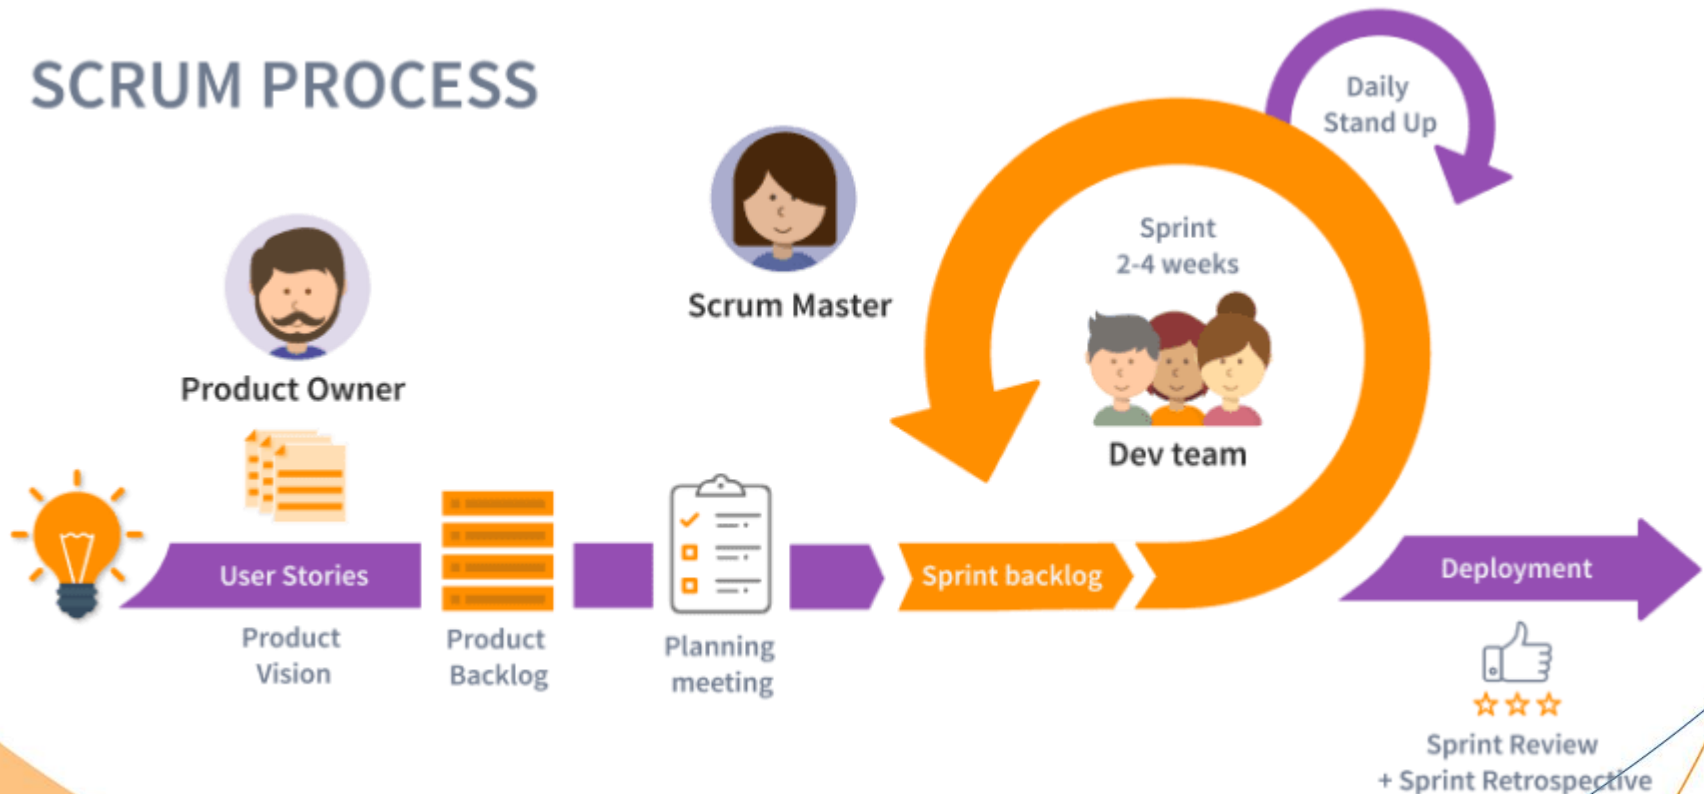 SCRUM PROCESS
Daily
Stand Up
Sprint
2-4 weeks
Scrum Master
Product Owner
Dev team
User Stories
Sprint backlog
Deployment
Product
Vision
Product
Backlog
Planning
meeting
Sprint Review
+ Sprint Retrospective